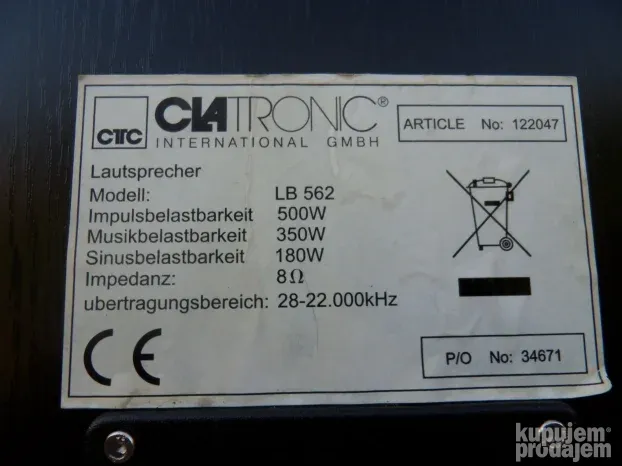 CTC CLATRONIC®
INTERNATIONAL GMBH
ARTICLE No: 122047
Lautsprecher
Modell: LB 562
Impulsbelastbarkeit 500W
Musikbelastbarkeit 350W
Sinusbelastbarkeit 180W
Impedanz: 8Ω
ubertragungsbereich: 28-22.000kHz
CE
P/O No: 34671
kupujem
prodajem